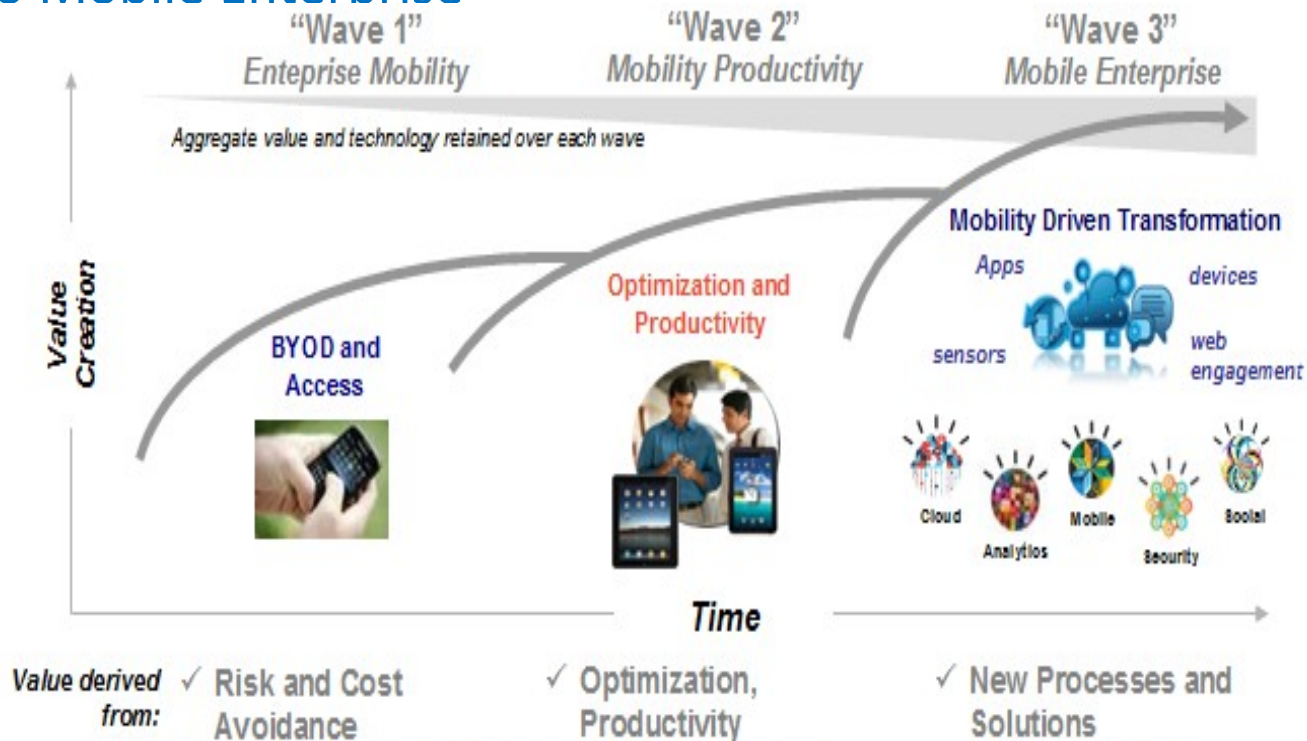 Mobile Enterprise
“Wave 1”
Enteprise Mobility
“Wave 2”
Mobility Productivity
“Wave 3”
Mobile Enterprise
Aggregate value and technology retained over each wave
Value
Creation
BYOD and
Access
Optimization and
Productivity
Mobility Driven Transformation
Apps
devices
sensors
web
engagement
Cloud
Analytics
Mobile
Security
Social
Time
Value derived
from:
✓ Risk and Cost
Avoidance
✓ Optimization,
Productivity
✓ New Processes and
Solutions